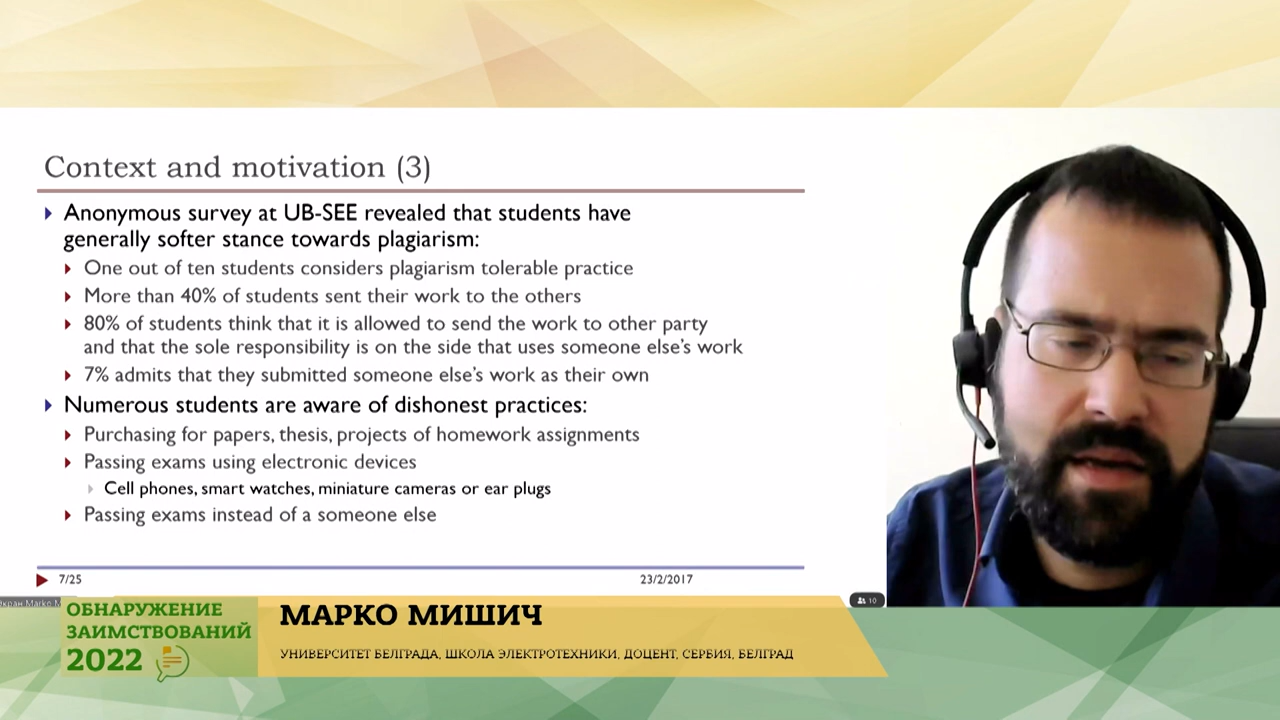 Context and motivation (3)
Anonymous survey at UB-SEE revealed that students have
generally softer stance towards plagiarism:
One out of ten students considers plagiarism tolerable practice
More than 40% of students sent their work to the others
80% of students think that it is allowed to send the work to other party
and that the sole responsibility is on the side that uses someone else's work
7% admits that they submitted someone else's work as their own
Numerous students are aware of dishonest practices:
Purchasing for papers, thesis, projects of homework assignments
Passing exams using electronic devices
Cell phones, smart watches, miniature cameras or ear plugs
Passing exams instead of a someone else
7/25
23/2/2017
Marko
10
ОБНАРУЖЕНИЕ
ЗАИМСТВОВАНИЙ
2022
МАРКО МИШИЧ
УНИВЕРСИТЕТ БЕЛГРАДА, ШКОЛА ЭЛЕКТРОТЕХНИКИ, ДОЦЕНТ, СЕРБИЯ, БЕЛГРАД